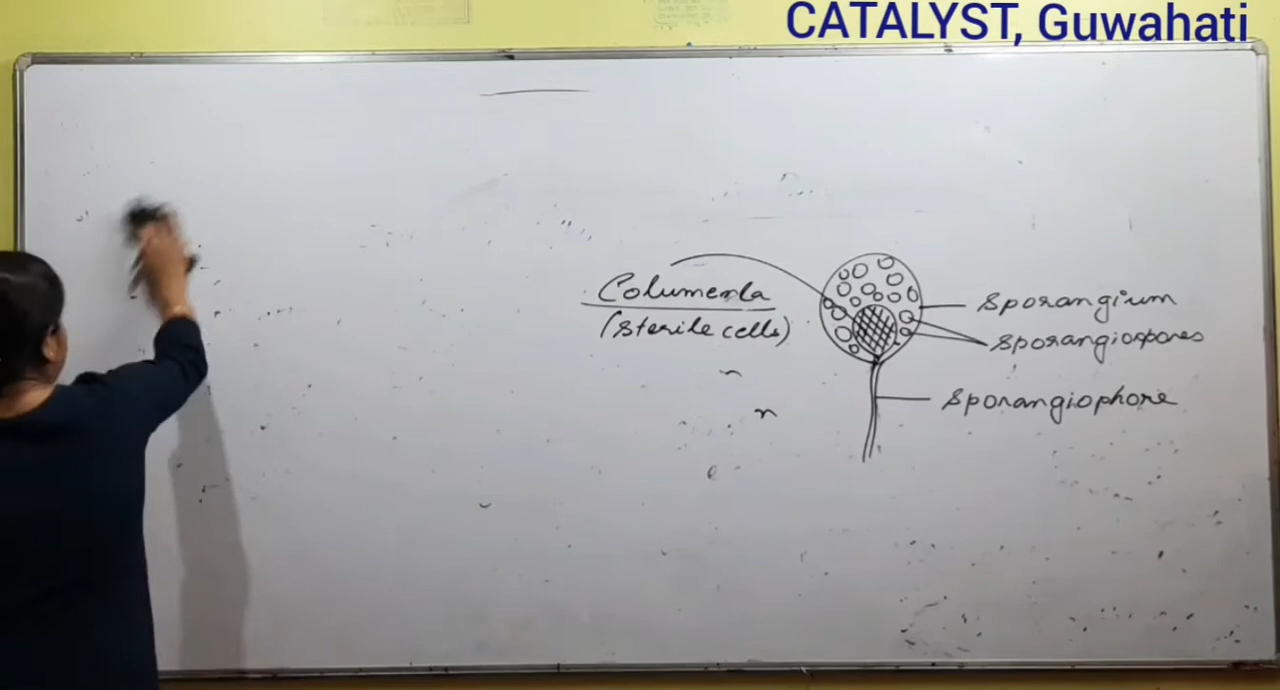 CATALYST, Guwahati
Columella
(sterile cells)
Sporangium
Sporangiospores
Sporangiophore